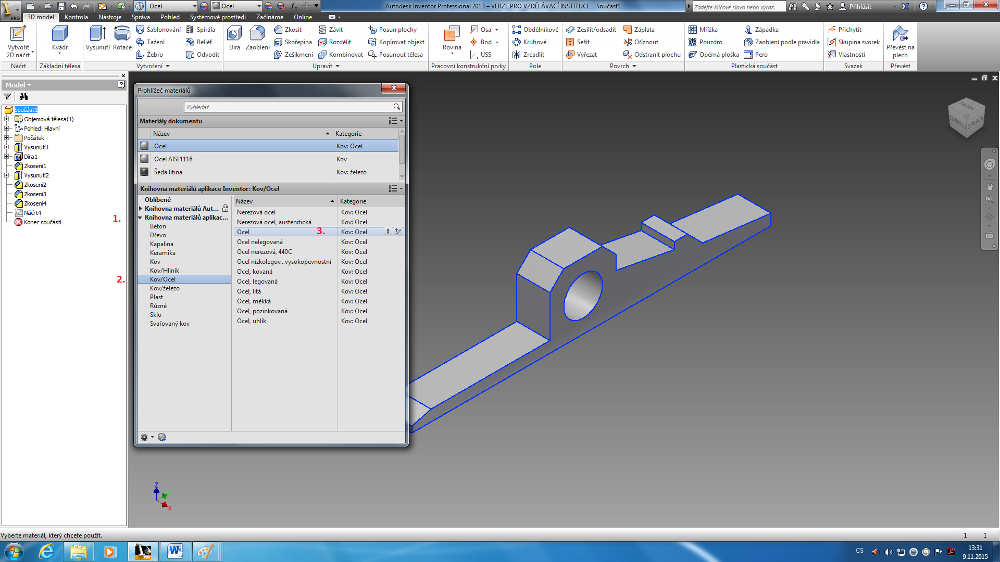 Ocel
Ocel
Autodesk Inventor Professional 2013 – VERZE PRO VZDĚLÁVACÍ INSTITUCE Součást1
Zadejte klíčové slovo nebo výraz.
Přihlásit
PRO
3D model Kontrola Nástroje Správa Pohled Systémové prostředí Začínáme Online
Vytvořit 2D náčrt
Náčrt
Kvádr
Základní tělesa
Vysunutí
Rotace
Šablonování
Tažení
Žebro
Spirála
Reliéf
Odvodit
Vytvoření
Díra
Zaoblení
Zkosit
Skořepina
Zešikmení
Závit
Rozdělit
Kombinovat
Posun plochy
Kopírovat objekt
Posunout tělesa
Upravit
Rovina
Osa
Bod
USS
Pracovní konstrukční prvky
Obdélníkové
Kruhové
Zrcadlit
Pole
Zesílit/odsadit
Sešít
Vyřezat
Záplata
Oříznout
Odstranit plochu
Povrch
Mřížka
Pouzdro
Opěrná ploška
Západka
Zaoblení podle pravidla
Pero
Plastická součást
Přichytit
Skupina svorek
Vlastnosti
Svazek
Převést na plech
Převést
Model
Součást1
Objemová tělesa(1)
Pohled: Hlavní
Počátek
Vysunutí1
Díra1
Zkosení1
Vysunutí2
Zkosení2
Zkosení3
Zkosení4
Náčrt4
Konec součásti
1.
2.
3.
Prohlížeč materiálů
Vyhledat
Materiály dokumentu
Název Kategorie
Ocel Kov: Ocel
Ocel AISI 1118 Kov
Šedá litina Kov: železo
Knihovna materiálů aplikace Inventor: Kov/Ocel
Oblíbené
Knihovna materiálů Aut...
Knihovna materiálů aplikac...
Beton
Dřevo
Kapalina
Keramika
Kov
Kov/Hliník
Kov/Ocel
Kov/železo
Plast
Různé
Sklo
Svařovaný kov
Název Kategorie
Nerezová ocel Kov: Ocel
Nerezová ocel, austenitická Kov: Ocel
Ocel Kov: Ocel
Ocel nelegovaná Kov: Ocel
Ocel nerezová, 440C Kov: Ocel
Ocel nízkolegov...vysokopevnostní Kov: Ocel
Ocel, kovaná Kov: Ocel
Ocel, legovaná Kov: Ocel
Ocel, litá Kov: Ocel
Ocel, měkká Kov: Ocel
Ocel, pozinkovaná Kov: Ocel
Ocel, uhlík Kov: Ocel
SHORA
ZEPŘEDU
ZPRAVA
Z
Y
X
Vyberte materiál, který chcete použít.
1 1
PRO
CS
13:31
9.11.2015